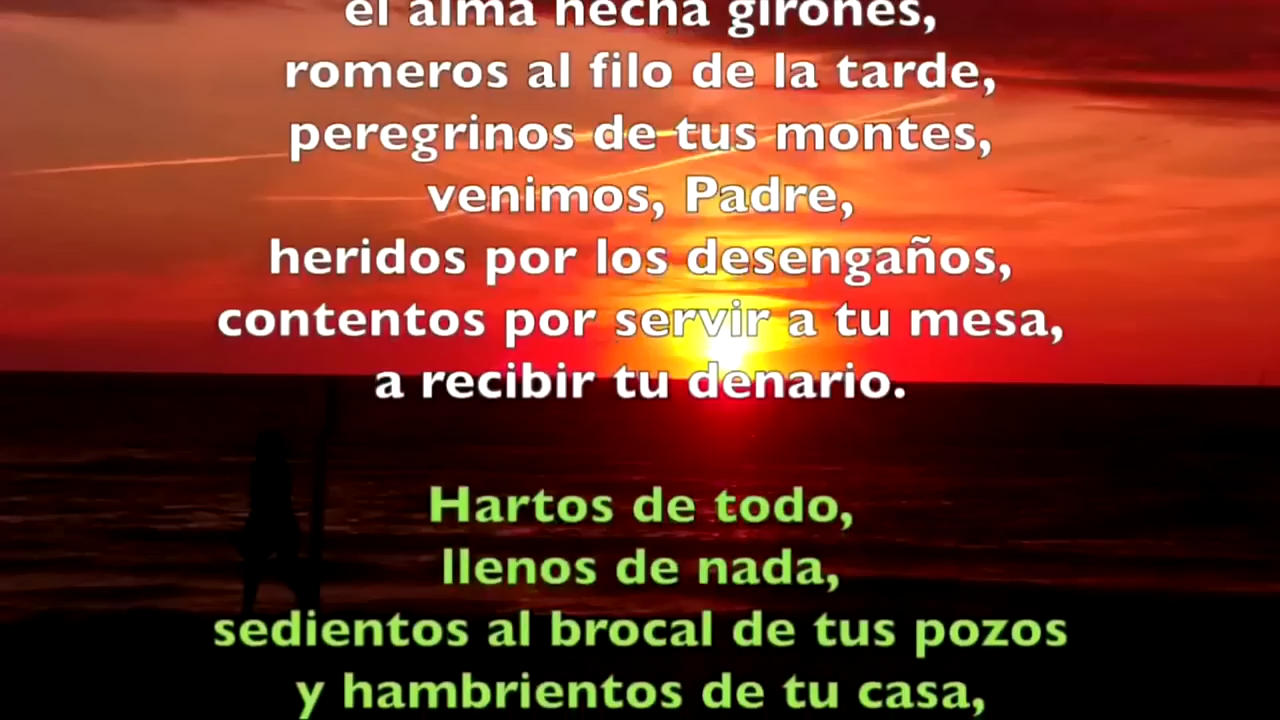 el alma hecha girones,
romeros al filo de la tarde,
peregrinos de tus montes,
venimos, Padre,
heridos por los desengaños,
contentos por servir a tu mesa,
a recibir tu denario.
Hartos de todo,
llenos de nada,
sedientos al brocal de tus pozos
y hambrientos de tu casa,